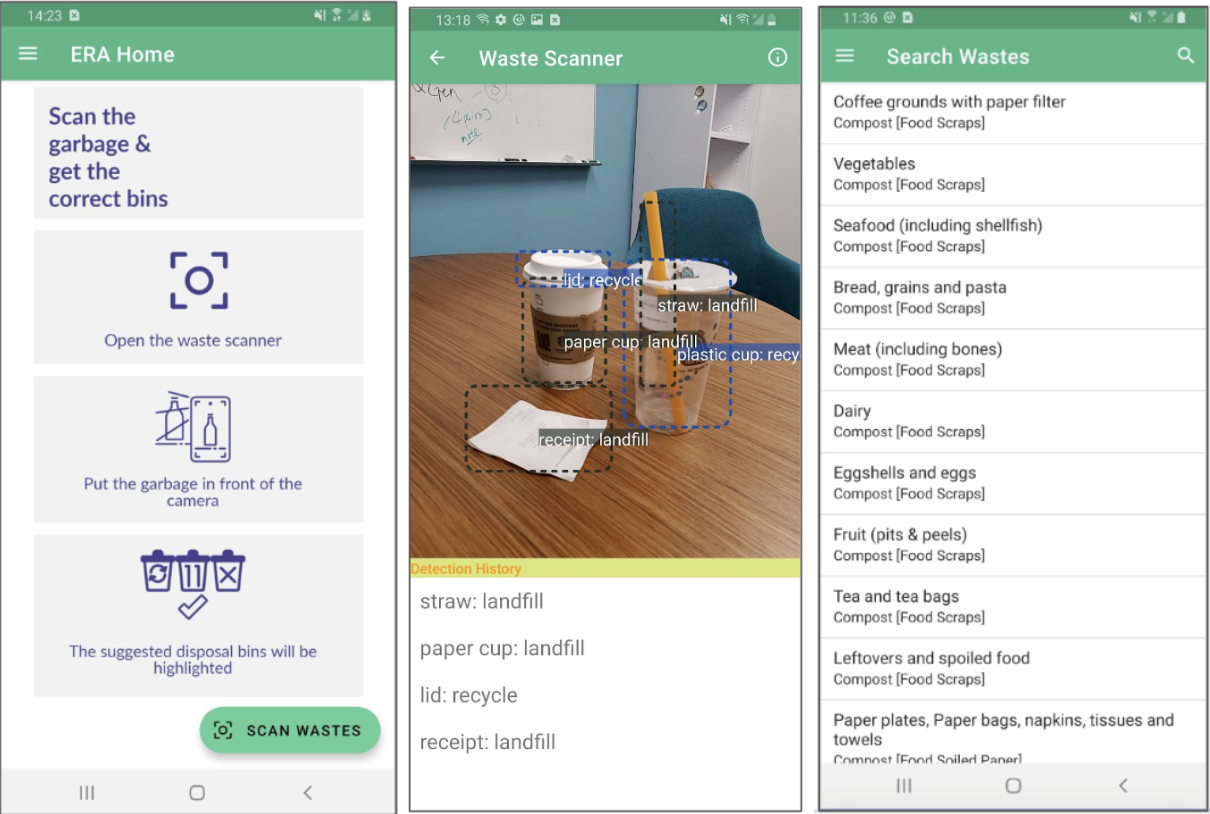 14:23
ERA Home
Scan the
garbage &
get the
correct bins
Open the waste scanner
Put the garbage in front of the
camera
The suggested disposal bins will be
highlighted
SCAN WASTES
13:18
Waste Scanner
(4 pairs)
note
lid: recycle
straw: landfill
paper cup: landfill
plastic cup: recy
receipt: landfill
Detection History
straw: landfill
paper cup: landfill
lid: recycle
receipt: landfill
11:36
Search Wastes
Coffee grounds with paper filter
Compost [Food Scraps]
Vegetables
Compost [Food Scraps]
Seafood (including shellfish)
Compost [Food Scraps]
Bread, grains and pasta
Compost [Food Scraps]
Meat (including bones)
Compost [Food Scraps]
Dairy
Compost [Food Scraps]
Eggshells and eggs
Compost [Food Scraps]
Fruit (pits & peels)
Compost [Food Scraps]
Tea and tea bags
Compost [Food Scraps]
Leftovers and spoiled food
Compost [Food Scraps]
Paper plates, Paper bags, napkins, tissues and
towels
Compost [Food Soiled Paper]